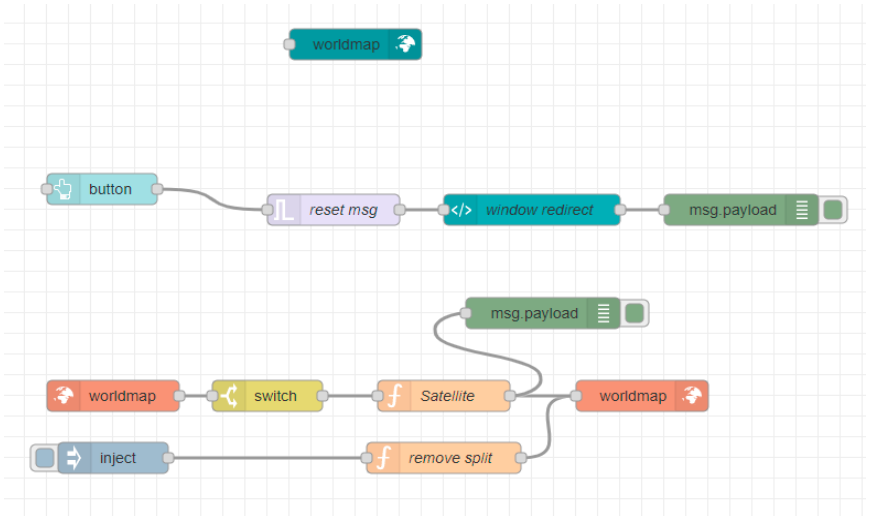 worldmap
button
reset msg
window redirect
msg.payload
msg.payload
worldmap
switch
Satellite
worldmap
inject
remove split